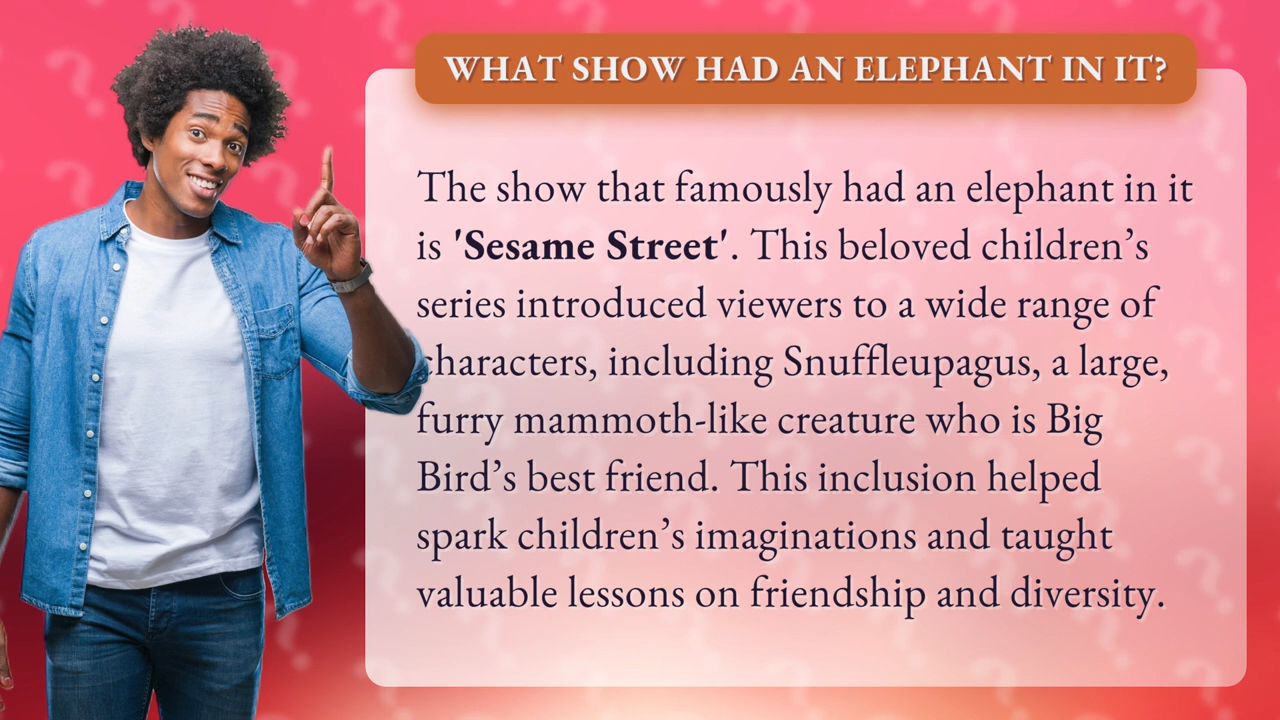 WHAT SHOW HAD AN ELEPHANT IN IT?
The show that famously had an elephant in it
is 'Sesame Street'. This beloved children’s
series introduced viewers to a wide range of
characters, including Snuffleupagus, a large,
furry mammoth-like creature who is Big
Bird’s best friend. This inclusion helped
spark children’s imaginations and taught
valuable lessons on friendship and diversity.